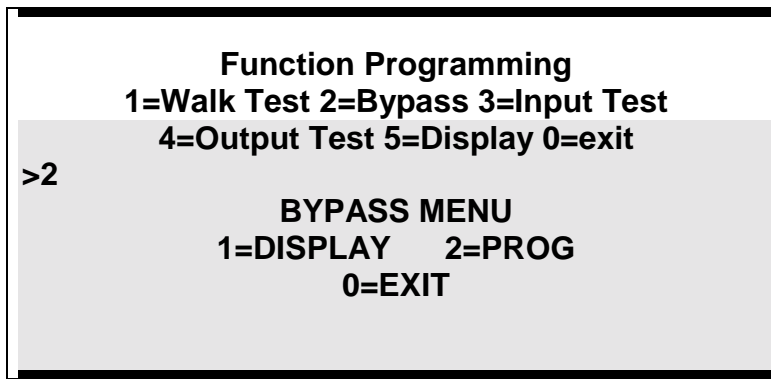 Function Programming
1=Walk Test 2=Bypass 3=Input Test
4=Output Test 5=Display 0=exit
>2
BYPASS MENU
1=DISPLAY 2=PROG
0=EXIT